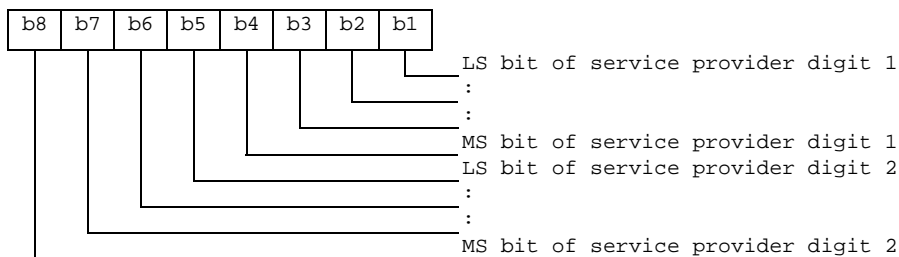 b8 b7 b6 b5 b4 b3 b2 b1
LS bit of service provider digit 1
:
:
MS bit of service provider digit 1
LS bit of service provider digit 2
:
:
MS bit of service provider digit 2